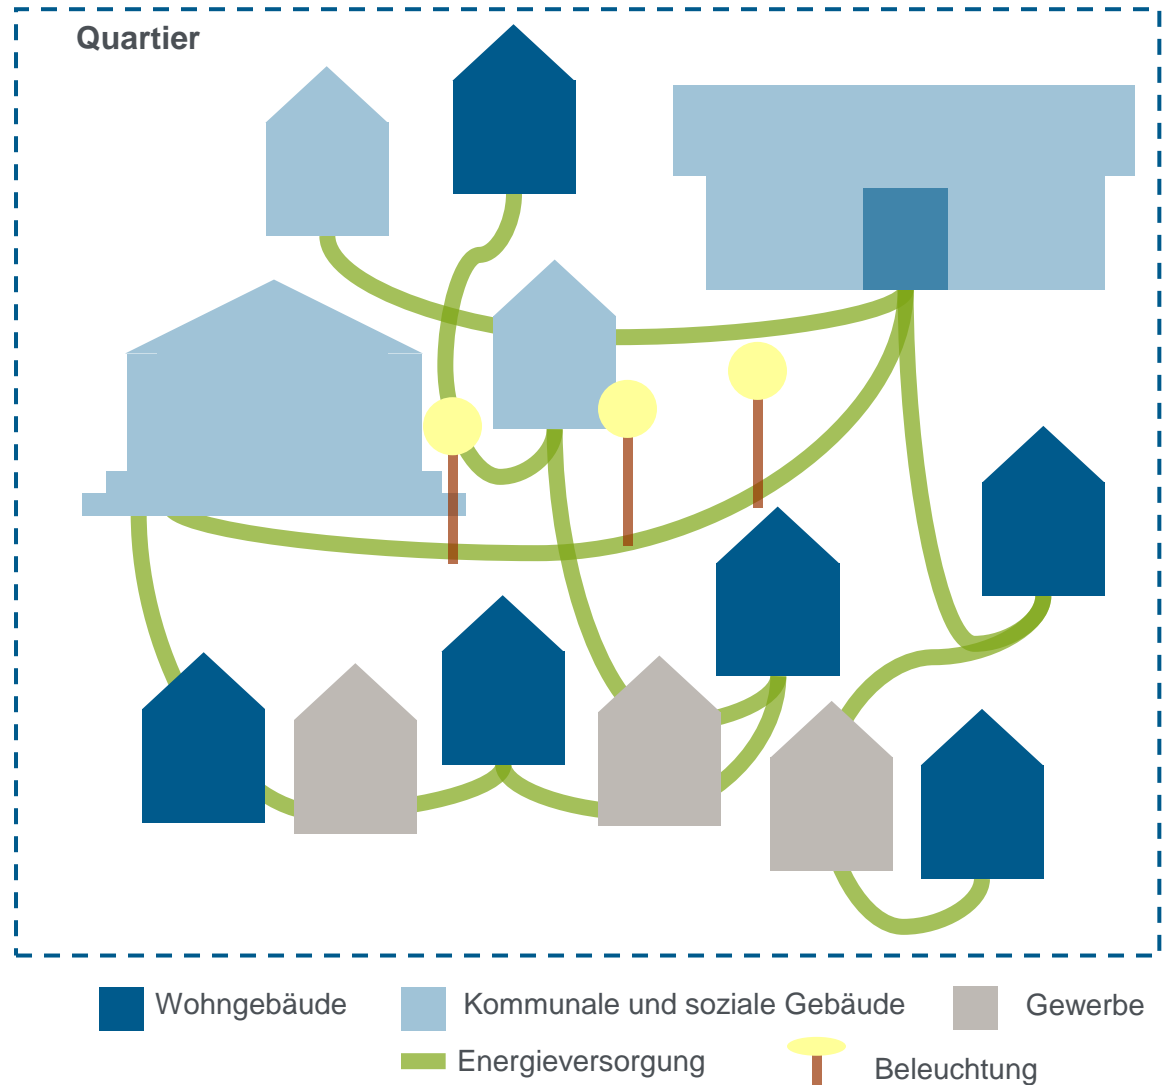 Quartier
Wohngebäude
Kommunale und soziale Gebäude
Gewerbe
Energieversorgung
Beleuchtung